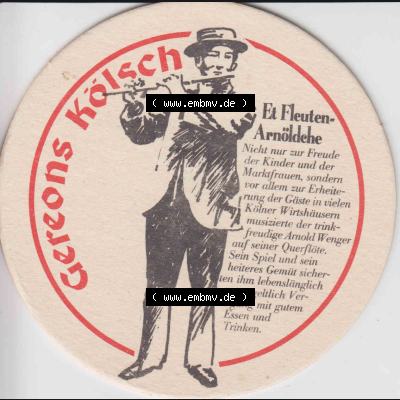 Gereons Kölsch
( www.embmv.de )
Et Fleuten-
Arnöldche
Nicht nur zur Freude
der Kinder und der
Marktfrauen, sondern
vor allem zur Erheite-
rung der Gäste in vielen
Kölner Wirtshäusern
musizierte der trink-
freudige Arnold Wenger
auf seiner Querflöte.
Sein Spiel und sein
heiteres Gemüt sicher-
ten ihm lebenslänglich
Ver-
mit gutem
Essen und
Trinken.
( www.embmv.de )